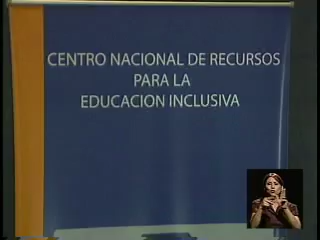 CENTRO NACIONAL DE RECURSOS
PARA LA
EDUCACION INCLUSIVA